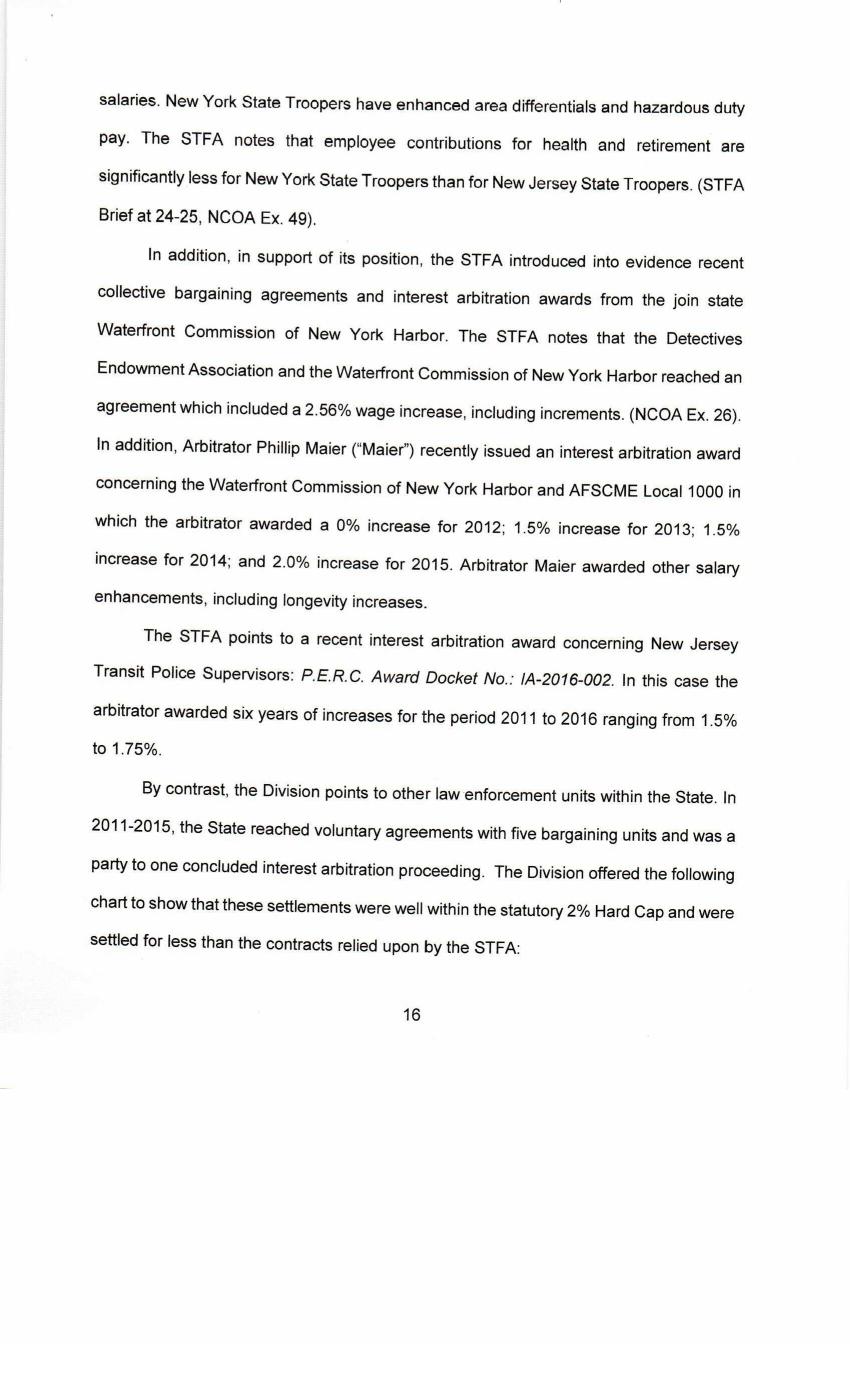 salaries. New York State Troopers have enhanced area differentials and hazardous duty
pay. The STFA notes that employee contributions for health and retirement are
significantly less for New York State Troopers than for New Jersey State Troopers. (STFA
Brief at 24-25, NCOA Ex. 49).
In addition, in support of its position, the STFA introduced into evidence recent
collective bargaining agreements and interest arbitration awards from the join state
Waterfront Commission of New York Harbor. The STFA notes that the Detectives
Endowment Association and the Waterfront Commission of New York Harbor reached an
agreement which included a 2.56% wage increase, including increments. (NCOA Ex. 26).
In addition, Arbitrator Phillip Maier (“Maier”) recently issued an interest arbitration award
concerning the Waterfront Commission of New York Harbor and AFSCME Local 1000 in
which the arbitrator awarded a 0% increase for 2012; 1.5% increase for 2013; 1.5%
increase for 2014; and 2.0% increase for 2015. Arbitrator Maier awarded other salary
enhancements, including longevity increases.
The STFA points to a recent interest arbitration award concerning New Jersey
Transit Police Supervisors: P.E.R.C. Award Docket No.: IA-2016-002. In this case the
arbitrator awarded six years of increases for the period 2011 to 2016 ranging from 1.5%
to 1.75%.
By contrast, the Division points to other law enforcement units within the State. In
2011-2015, the State reached voluntary agreements with five bargaining units and was a
party to one concluded interest arbitration proceeding. The Division offered the following
chart to show that these settlements were well within the statutory 2% Hard Cap and were
settled for less than the contracts relied upon by the STFA:
16